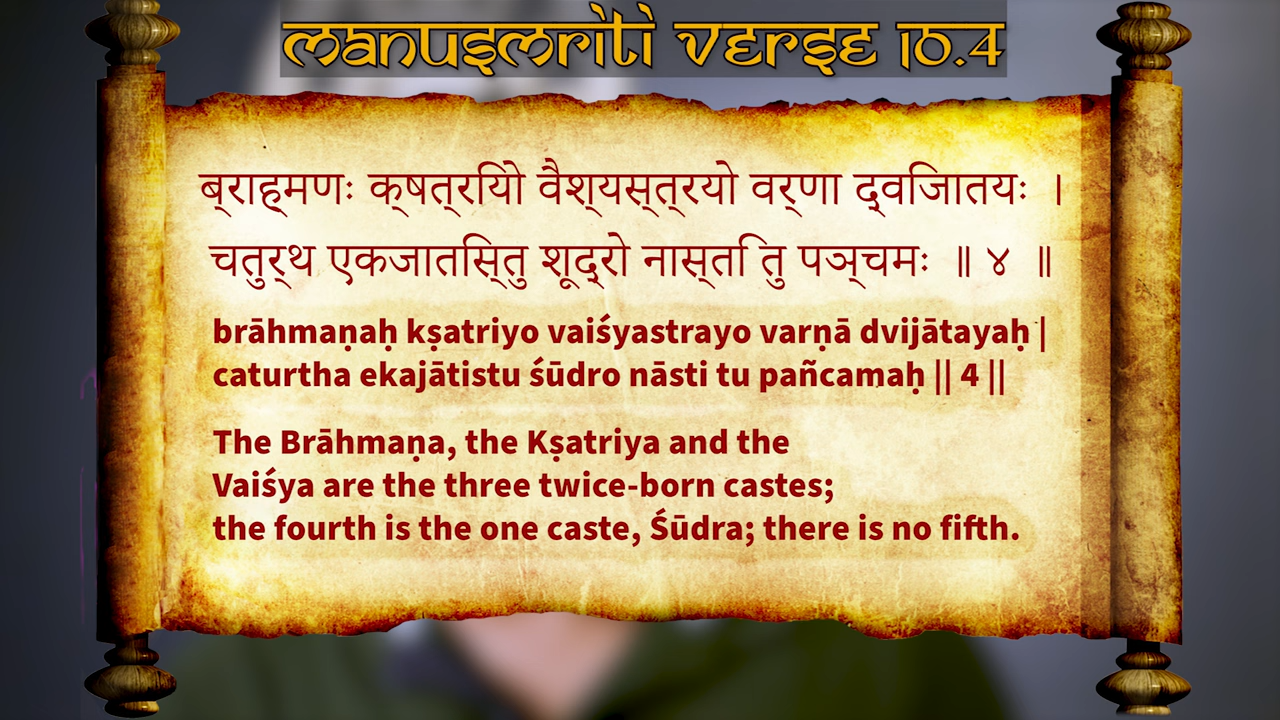 Manusmriti Verse 10.4
ब्राह्मणः क्षत्रियो वैश्यस्त्रयो वर्णा द्विजातयः ।
चतुर्थ एकजातिस्तु शूद्रो नास्ति तु पञ्चमः ॥ ४ ॥
brāhmaṇaḥ kṣatriyo vaiśyastrayo varṇā dvijātayaḥ |
caturtha ekajātistu śūdro nāsti tu pañcamaḥ || 4 ||
The Brāhmaṇa, the Kṣatriya and the
Vaiśya are the three twice-born castes;
the fourth is the one caste, Śūdra; there is no fifth.